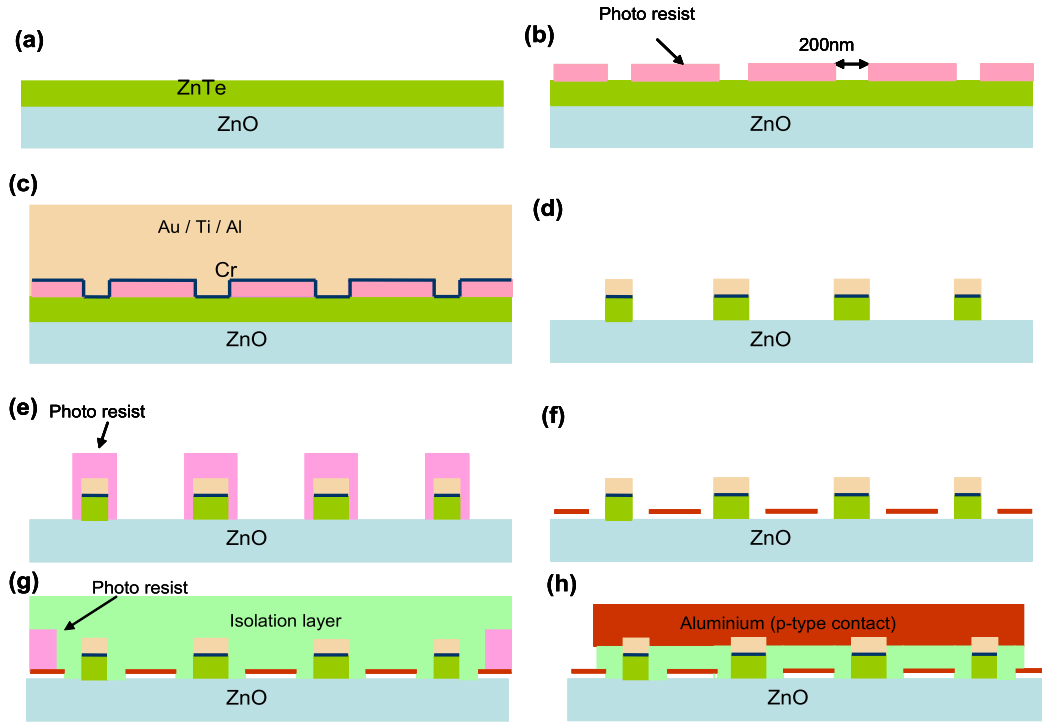 (a)
ZnTe
ZnO
(b)
Photo resist
200nm
ZnO
(c)
Au / Ti / Al
Cr
ZnO
(d)
ZnO
(e)
Photo resist
ZnO
(f)
ZnO
(g)
Photo resist
Isolation layer
ZnO
(h)
Aluminium (p-type contact)
ZnO